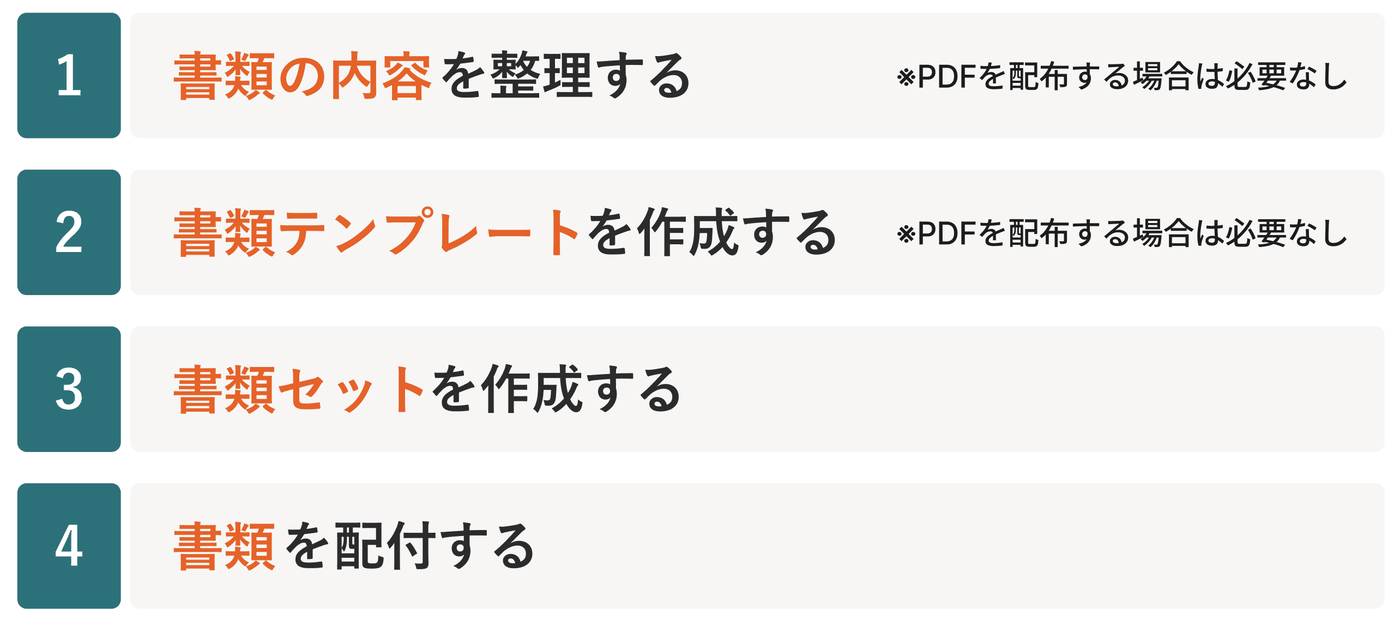 1 書類の内容を整理する ※PDFを配布する場合は必要なし
2 書類テンプレートを作成する ※PDFを配布する場合は必要なし
3 書類セットを作成する
4 書類を配付する